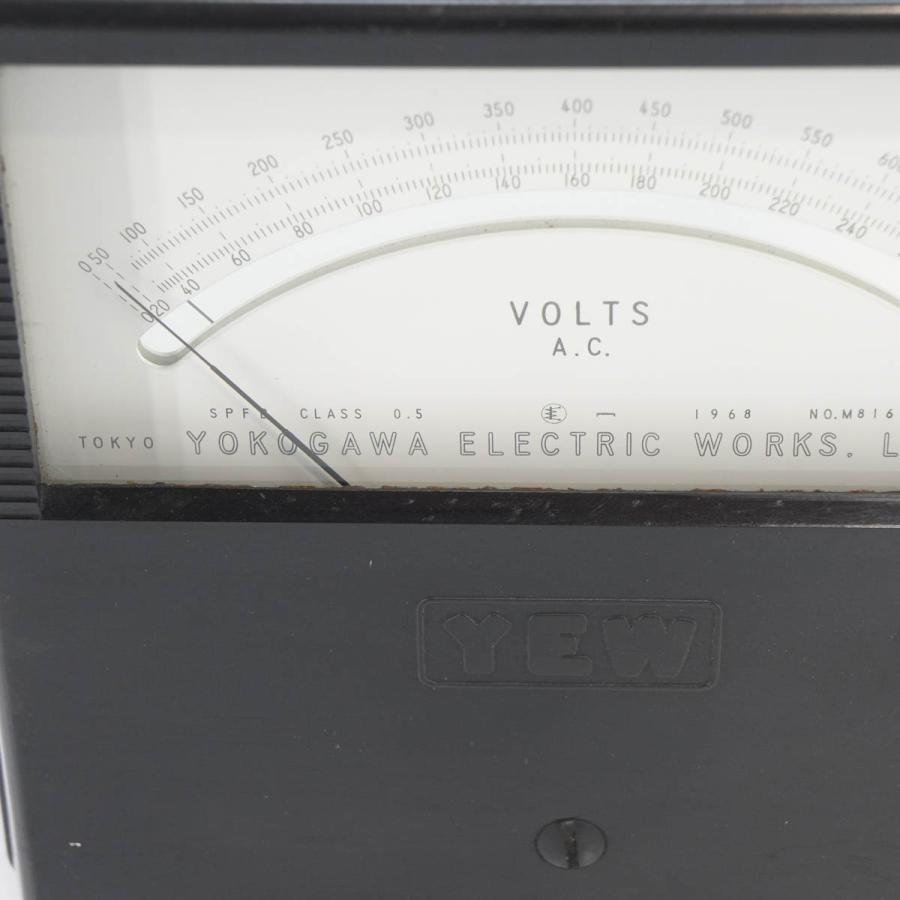 0 50 100 150 200 250 300 350 400 450 500 550 600
0 20 40 60 80 100 120 140 160 180 200 220 240
VOLTS
A.C.
CLASS 0.5 1968 NO.M816
TOKYO YOKOGAWA ELECTRIC WORKS. L
YEW